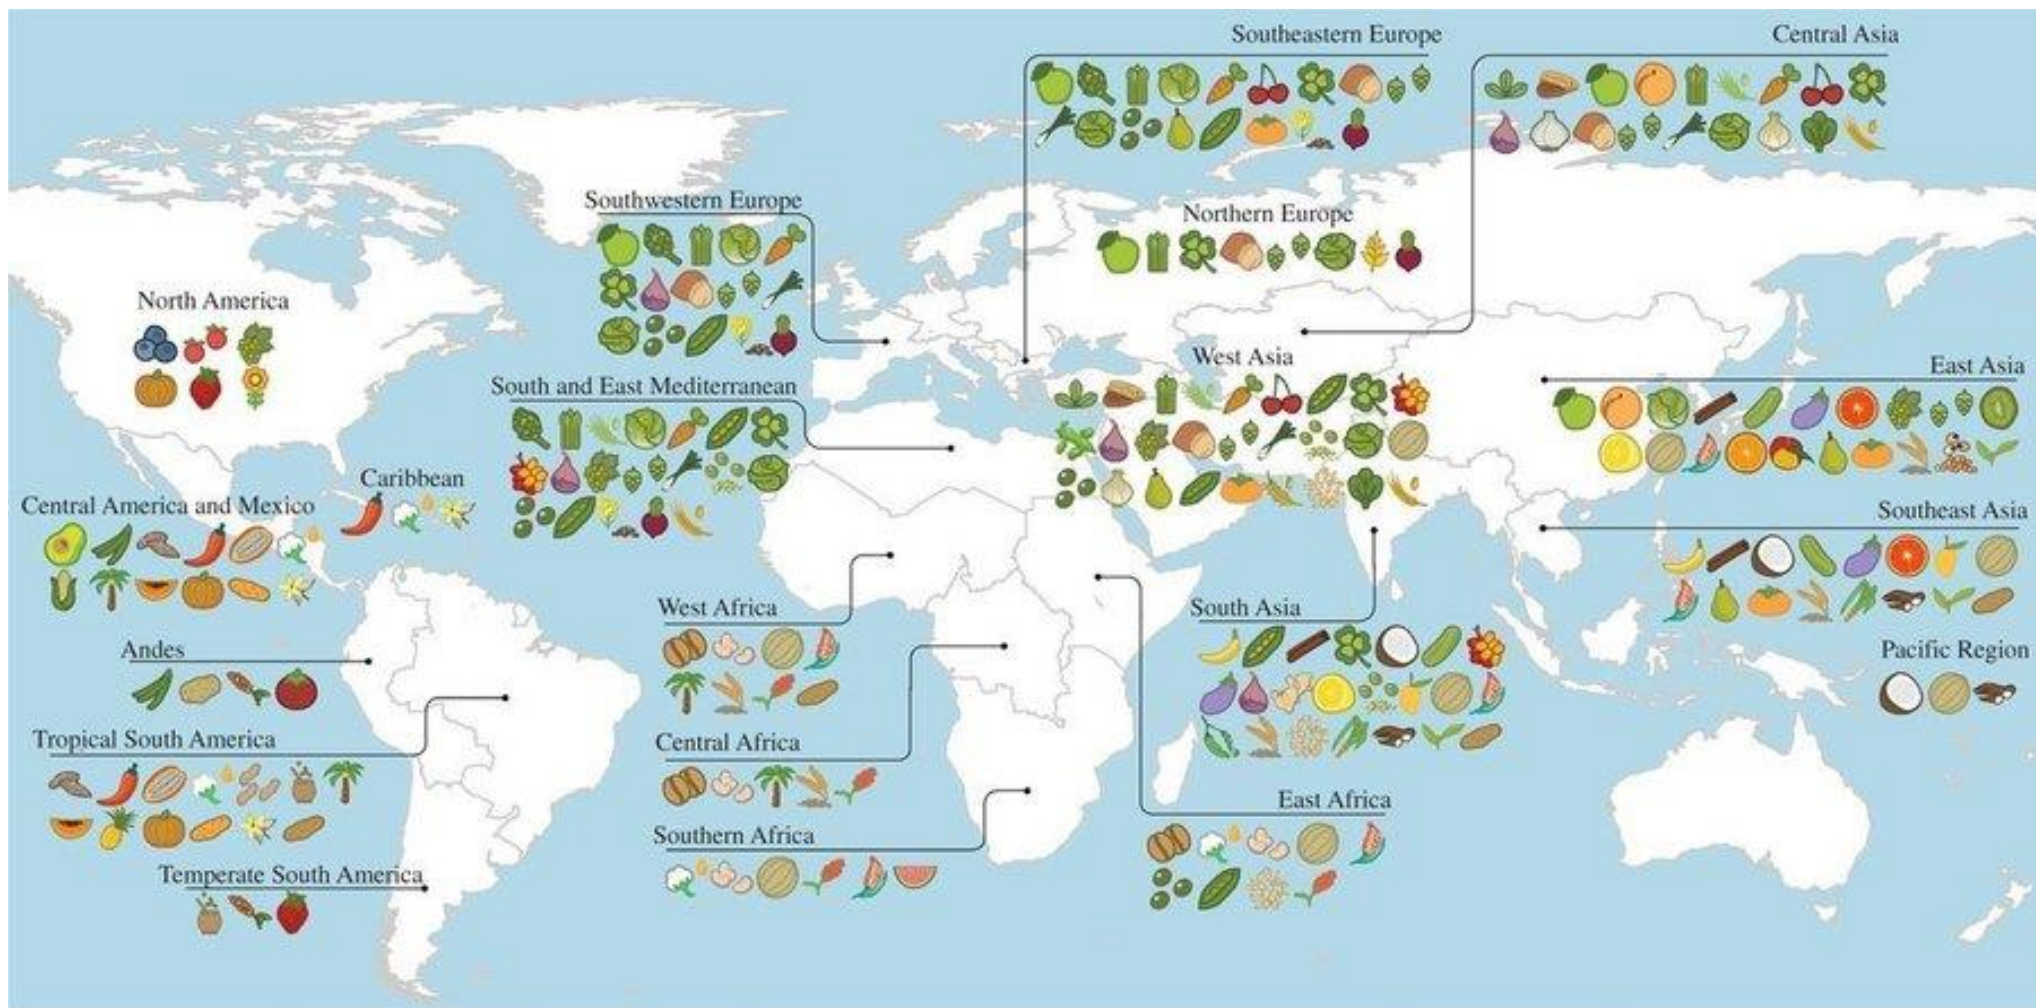 Southeastern Europe
Central Asia
Southwestern Europe
Northern Europe
North America
West Asia
East Asia
South and East Mediterranean
Caribbean
Central America and Mexico
Southeast Asia
West Africa
South Asia
Andes
Pacific Region
Tropical South America
Central Africa
East Africa
Southern Africa
Temperate South America